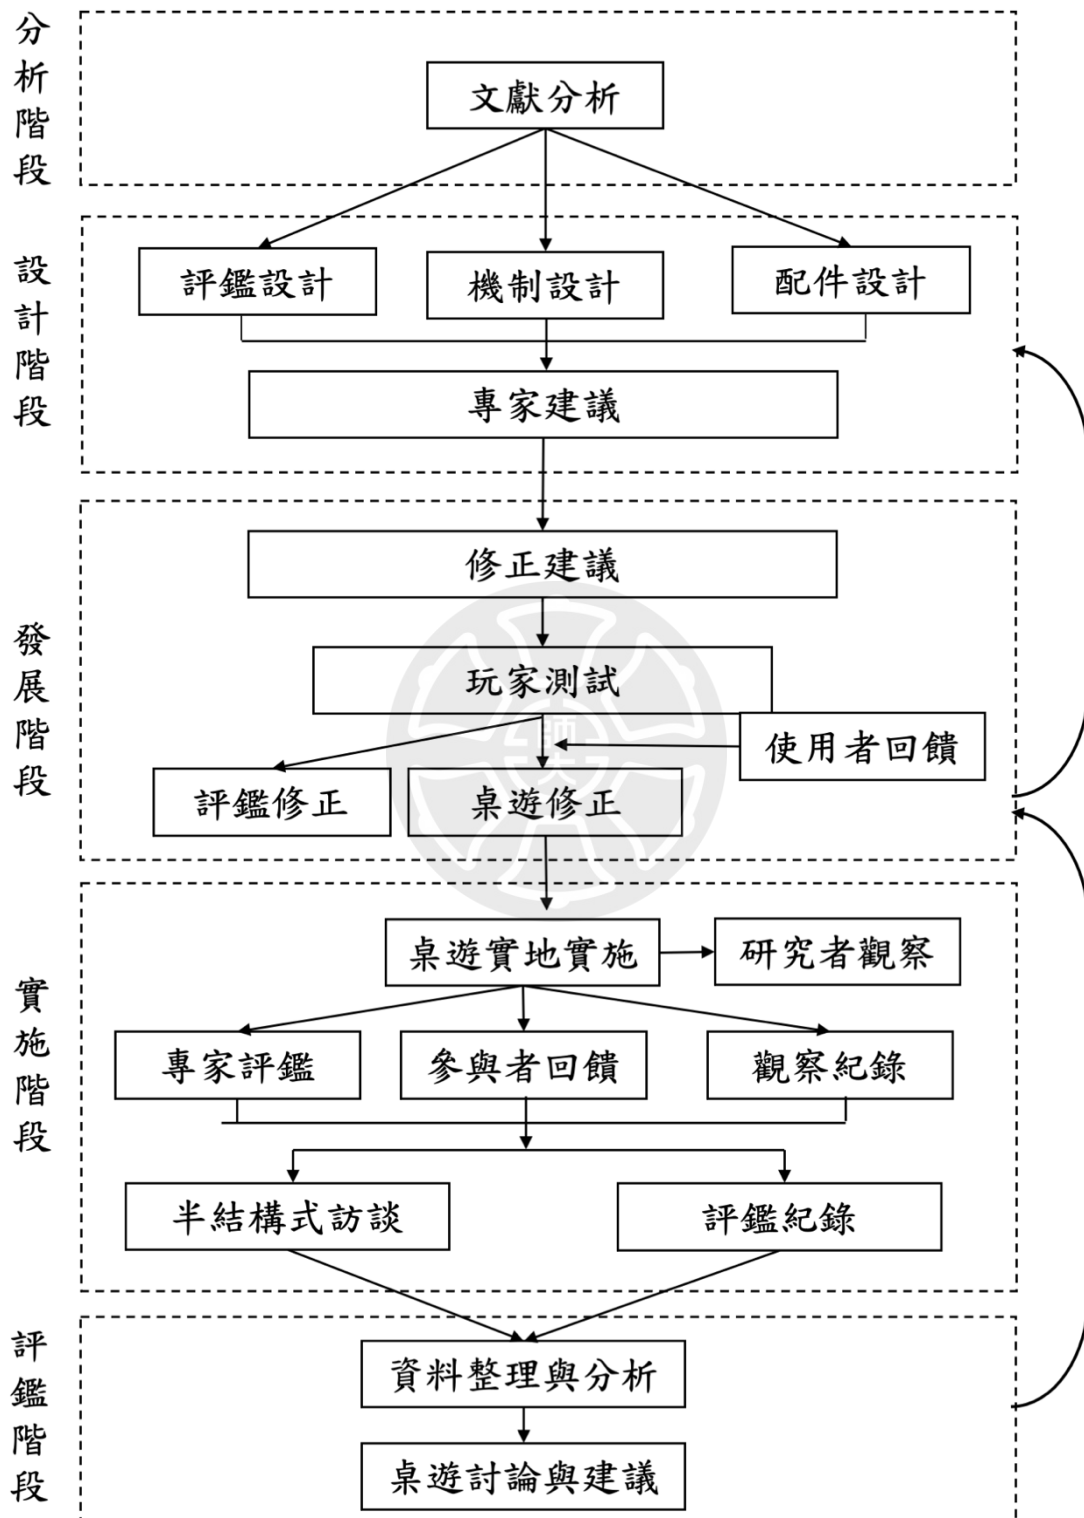 分析階段
文獻分析
設計階段
評鑑設計
機制設計
配件設計
專家建議
發展階段
修正建議
玩家測試
使用者回饋
評鑑修正
桌遊修正
實施階段
桌遊實地實施
研究者觀察
專家評鑑
參與者回饋
觀察紀錄
半結構式訪談
評鑑紀錄
評鑑階段
資料整理與分析
桌遊討論與建議